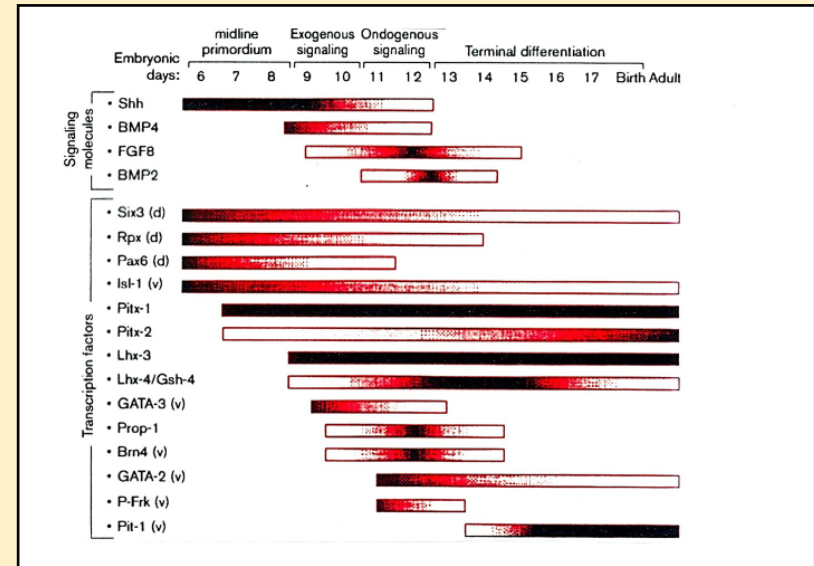 midline Exogenous Ondogenous
primordium signaling signaling Terminal differentiation
Embryonic
days: 6 7 8 9 10 11 12 13 14 15 16 17 Birth Adult
Signaling molecules
• Shh
• BMP4
• FGF8
• BMP2
Transcription factors
• Six3 (d)
• Rpx (d)
• Pax6 (d)
• Isl-1 (v)
• Pitx-1
• Pitx-2
• Lhx-3
• Lhx-4/Gsh-4
• GATA-3 (v)
• Prop-1
• Brn4 (v)
• GATA-2 (v)
• P-Frk (v)
• Pit-1 (v)